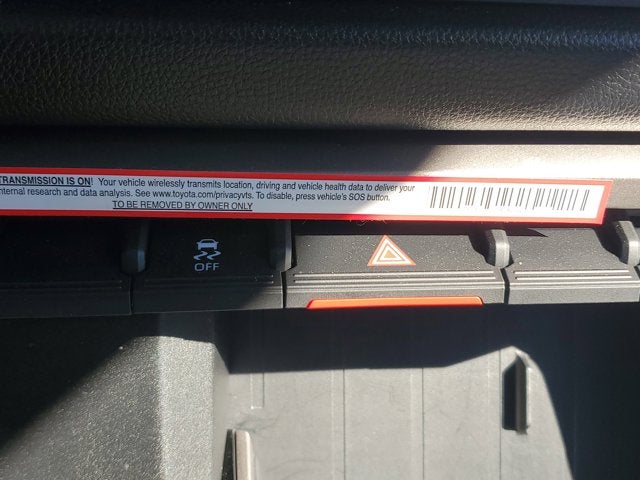 TRANSMISSION IS ON! Your vehicle wirelessly transmits location, driving and vehicle health data to deliver your
internal research and data analysis. See www.toyota.com/privacyvts. To disable, press vehicle's SOS button.
TO BE REMOVED BY OWNER ONLY
OFF